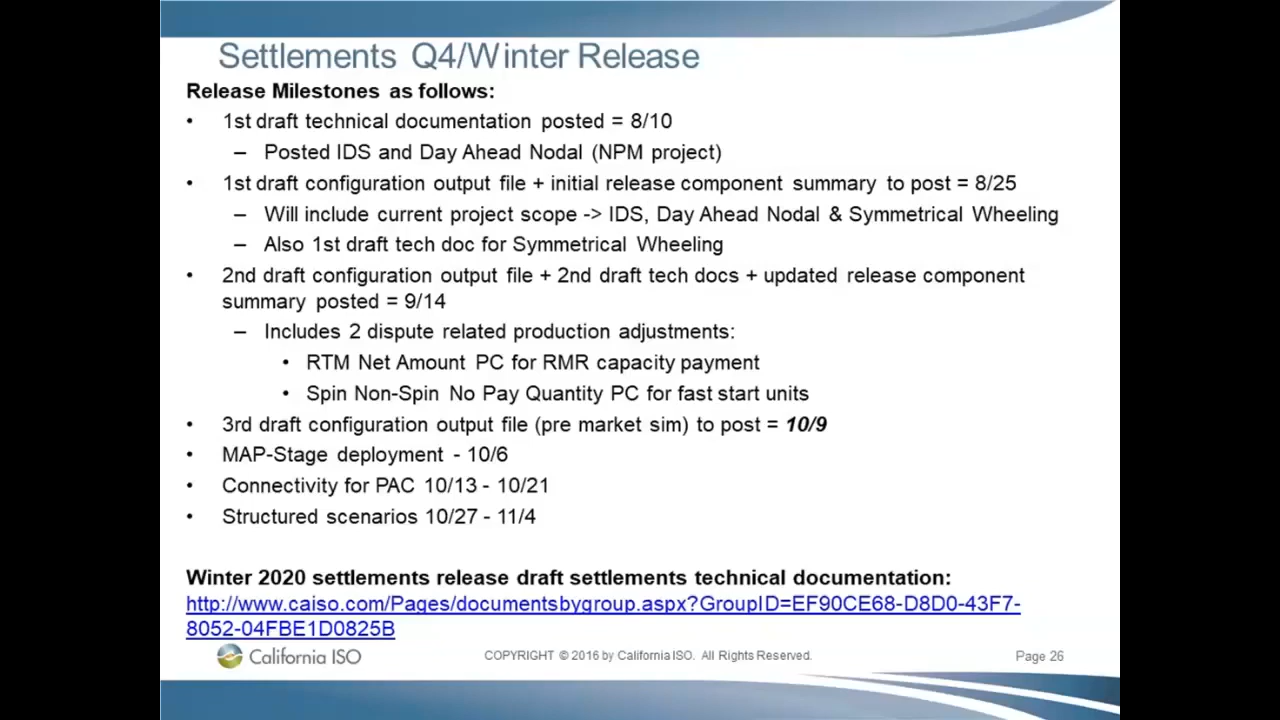 Settlements Q4/Winter Release
Release Milestones as follows:
• 1st draft technical documentation posted = 8/10
– Posted IDS and Day Ahead Nodal (NPM project)
• 1st draft configuration output file + initial release component summary to post = 8/25
– Will include current project scope -> IDS, Day Ahead Nodal & Symmetrical Wheeling
– Also 1st draft tech doc for Symmetrical Wheeling
• 2nd draft configuration output file + 2nd draft tech docs + updated release component
summary posted = 9/14
– Includes 2 dispute related production adjustments:
• RTM Net Amount PC for RMR capacity payment
• Spin Non-Spin No Pay Quantity PC for fast start units
• 3rd draft configuration output file (pre market sim) to post = 10/9
• MAP-Stage deployment - 10/6
• Connectivity for PAC 10/13 - 10/21
• Structured scenarios 10/27 - 11/4
Winter 2020 settlements release draft settlements technical documentation:
http://www.caiso.com/Pages/documentsbygroup.aspx?GroupID=EF90CE68-D8D0-43F7-
8052-04FBE1D0825B
California ISO
COPYRIGHT © 2016 by California ISO. All Rights Reserved.
Page 26